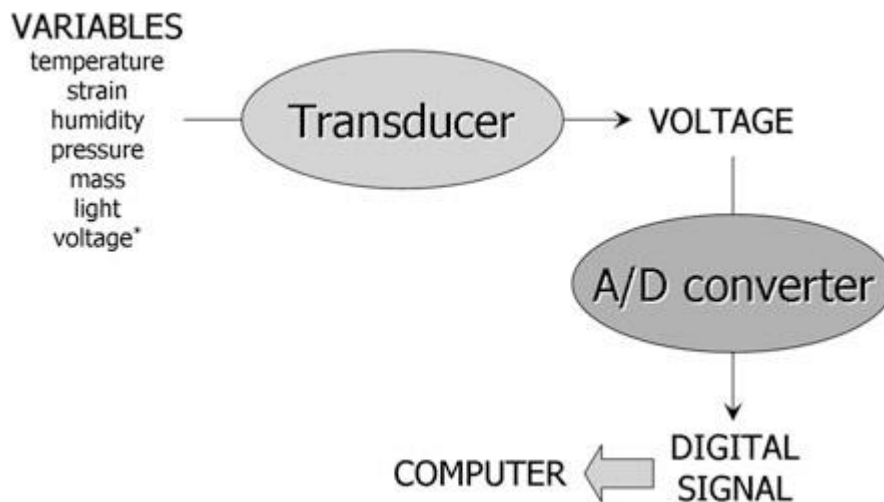 VARIABLES
temperature
strain
humidity
pressure
mass
light
voltage*
Transducer
VOLTAGE
A/D converter
DIGITAL
SIGNAL
COMPUTER